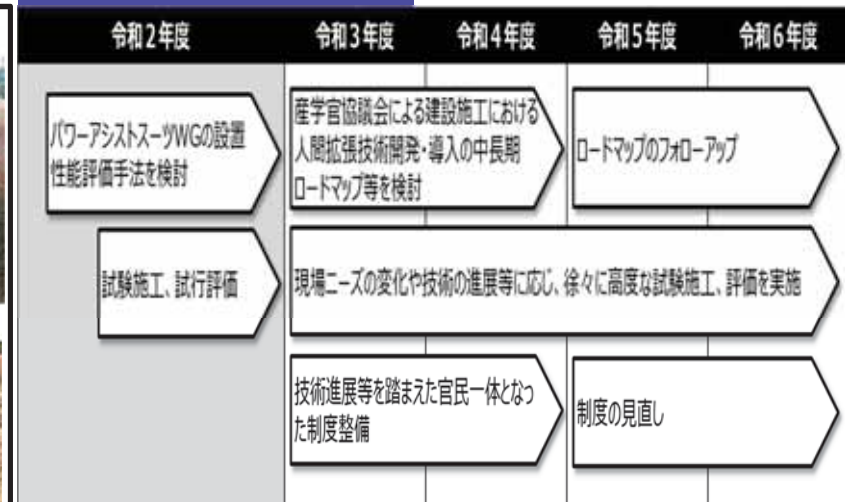 令和２年度
令和３年度
令和４年度
令和５年度
令和６年度
パワーアシストスーツWGの設置
性能評価手法を検討
産学官協議会による建設施工における
人間拡張技術開発・導入の中長期
ロードマップ等を検討
ロードマップのフォローアップ
試験施工、試行評価
現場ニーズの変化や技術の進展等に応じ、徐々に高度な試験施工、評価を実施
技術進展等を踏まえた官民一体となっ
た制度整備
制度の見直し